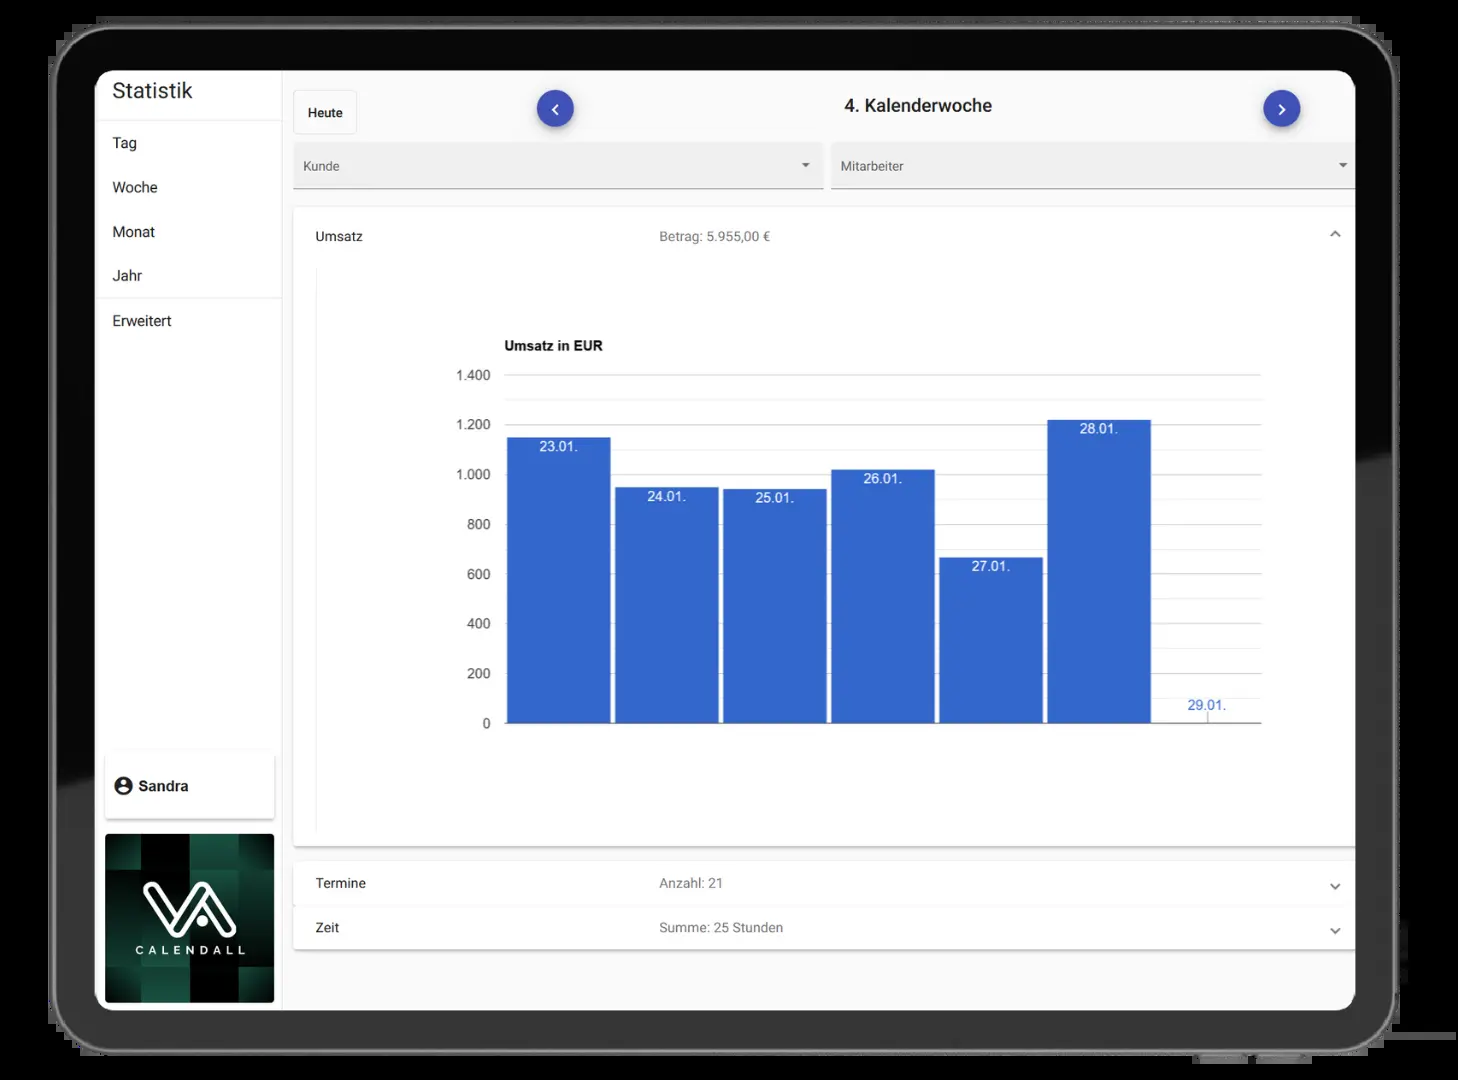 Statistik
Tag
Woche
Monat
Jahr
Erweitert
Sandra
CALENDALL
Heute
4. Kalenderwoche
Kunde
Mitarbeiter
Umsatz
Betrag: 5.955,00 €
Umsatz in EUR
1.400
1.200
1.000
800
600
400
200
0
23.01.
24.01.
25.01.
26.01.
27.01.
28.01.
29.01.
Termine
Anzahl: 21
Zeit
Summe: 25 Stunden